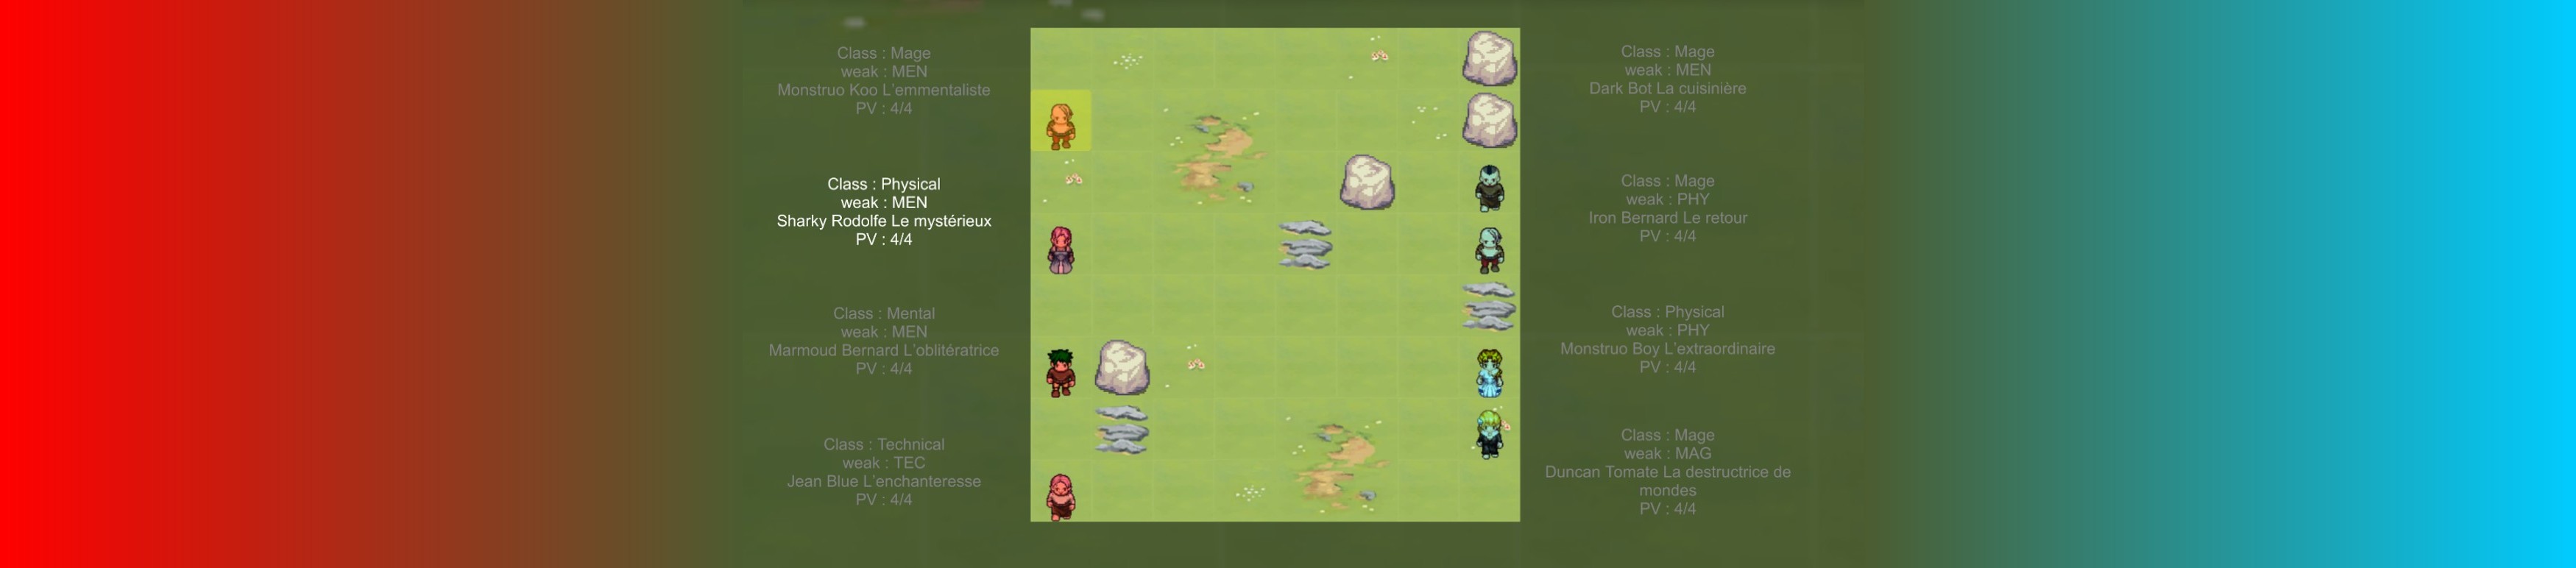 Class : Mage
weak : MEN
Monstruo Koo L'emmentaliste
PV : 4/4
Class : Physical
weak : MEN
Sharky Rodolfe Le mystérieux
PV : 4/4
Class : Mental
weak : MEN
Marmoud Bernard L'oblitératrice
PV : 4/4
Class : Technical
weak : TEC
Jean Blue L'enchanteresse
PV : 4/4
Class : Mage
weak : MEN
Dark Bot La cuisinière
PV : 4/4
Class : Mage
weak : PHY
Iron Bernard Le retour
PV : 4/4
Class : Physical
weak : PHY
Monstruo Boy L'extraordinaire
PV : 4/4
Class : Mage
weak : MAG
Duncan Tomate La destructrice de
mondes
PV : 4/4